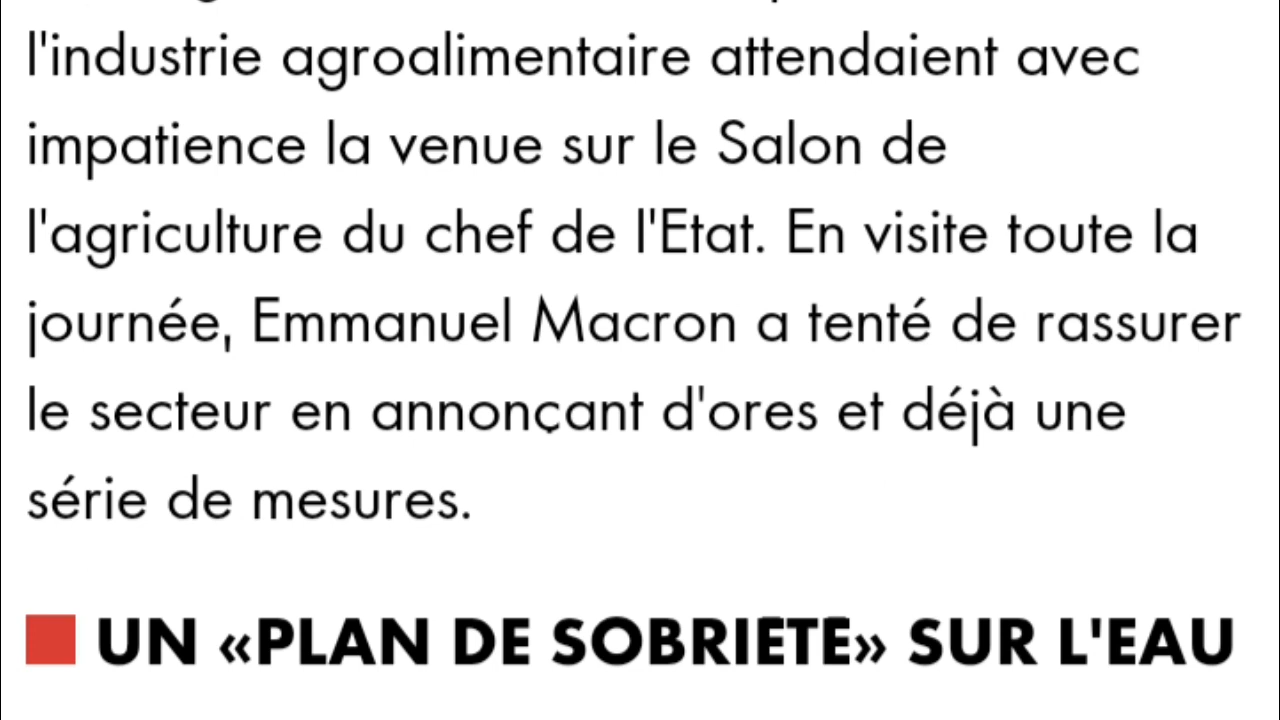 l'industrie agroalimentaire attendaient avec
impatience la venue sur le Salon de
l'agriculture du chef de l'Etat. En visite toute la
journée, Emmanuel Macron a tenté de rassurer
le secteur en annonçant d'ores et déjà une
série de mesures.
UN «PLAN DE SOBRIÉTÉ» SUR L'EAU